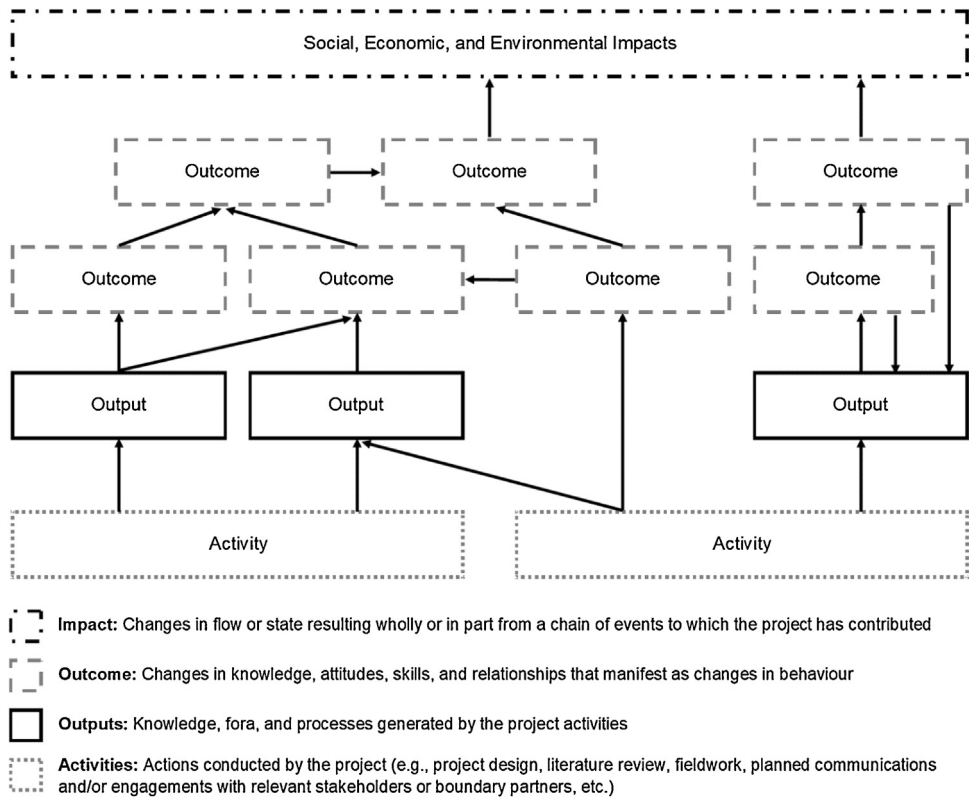 Social, Economic, and Environmental Impacts
Outcome
Outcome
Outcome
Outcome
Outcome
Outcome
Outcome
Output
Output
Output
Activity
Activity
Impact: Changes in flow or state resulting wholly or in part from a chain of events to which the project has contributed
Outcome: Changes in knowledge, attitudes, skills, and relationships that manifest as changes in behaviour
Outputs: Knowledge, fora, and processes generated by the project activities
Activities: Actions conducted by the project (e.g., project design, literature review, fieldwork, planned communications
and/or engagements with relevant stakeholders or boundary partners, etc.)